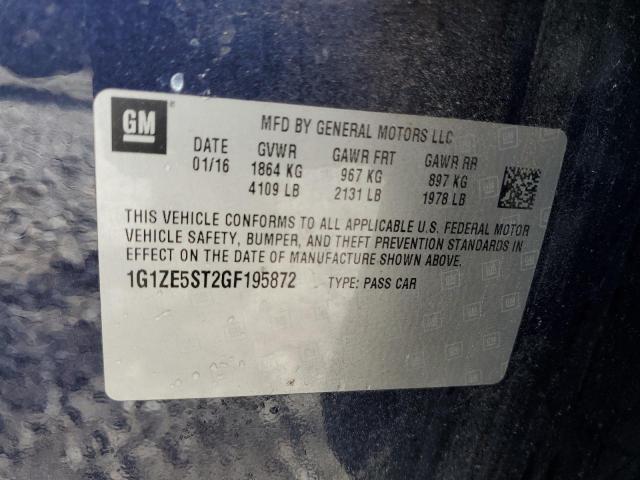 GM
MFD BY GENERAL MOTORS LLC
DATE GVWR GAWR FRT GAWR RR
01/16 1864 KG 967 KG 897 KG
4109 LB 2131 LB 1978 LB
THIS VEHICLE CONFORMS TO ALL APPLICABLE U.S. FEDERAL MOTOR
VEHICLE SAFETY, BUMPER, AND THEFT PREVENTION STANDARDS IN
EFFECT ON THE DATE OF MANUFACTURE SHOWN ABOVE.
1G1ZE5ST2GF195872 TYPE: PASS CAR